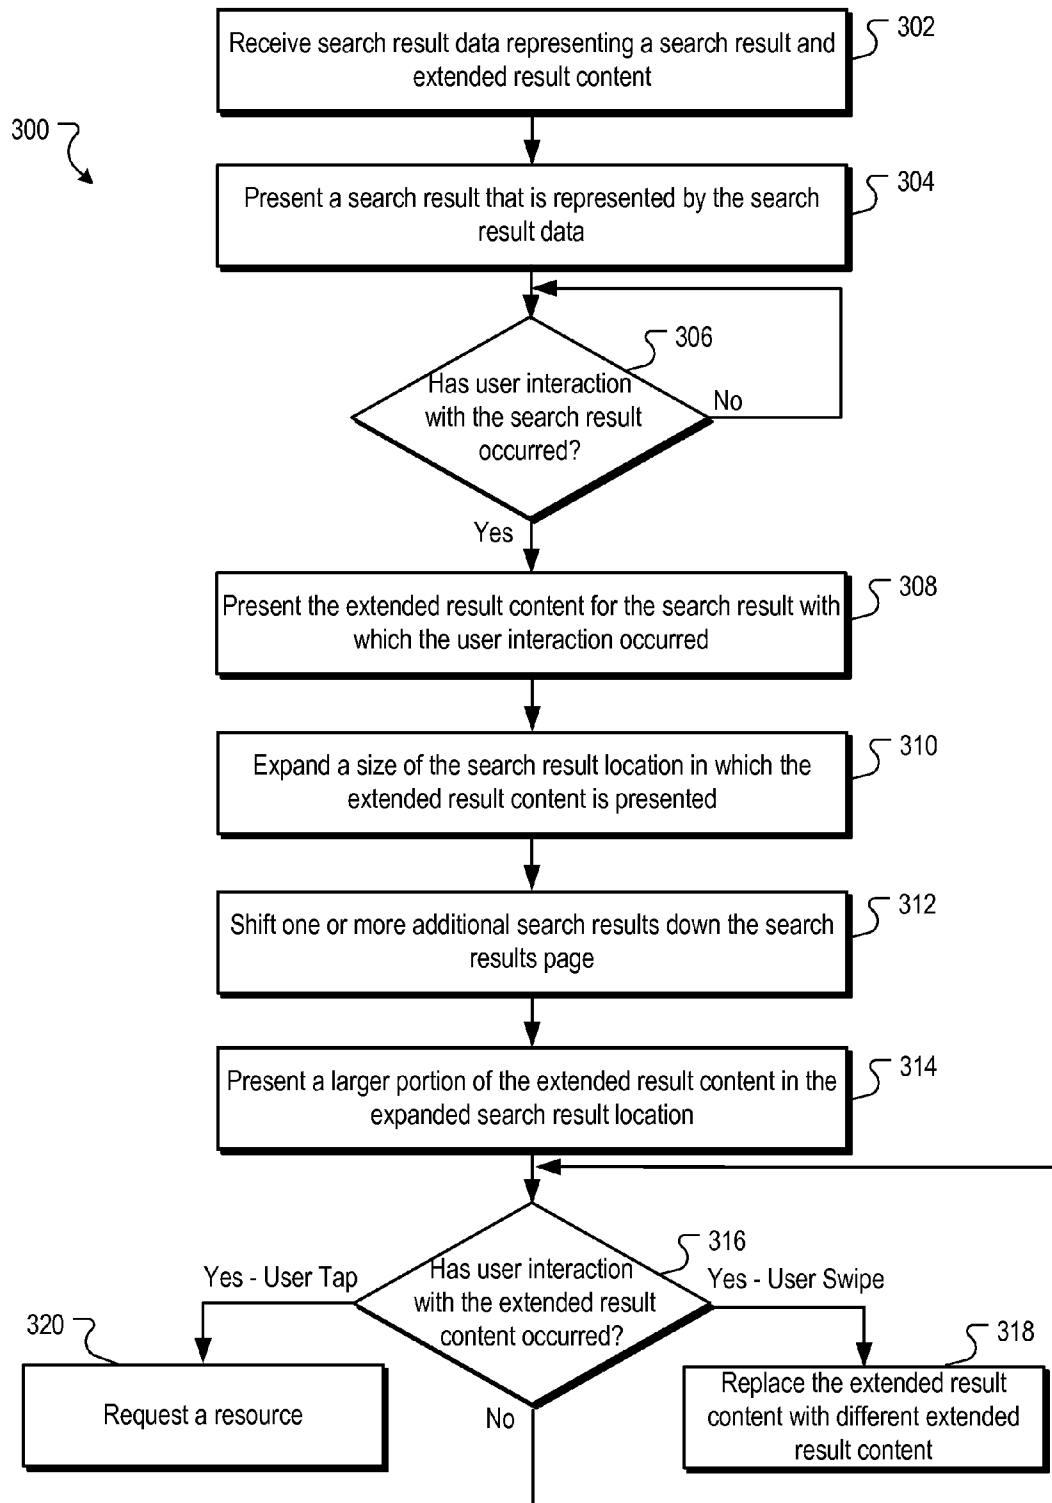 Receive search result data representing a search result and
extended result content
302
300
Present a search result that is represented by the search
result data
304
306
Has user interaction
with the search result
occurred?
No
Yes
Present the extended result content for the search result with
which the user interaction occurred
308
Expand a size of the search result location in which the
extended result content is presented
310
Shift one or more additional search results down the search
results page
312
Present a larger portion of the extended result content in the
expanded search result location
314
316
Has user interaction
with the extended result
content occurred?
Yes - User Tap
Yes - User Swipe
320
Request a resource
No
318
Replace the extended result
content with different extended
result content